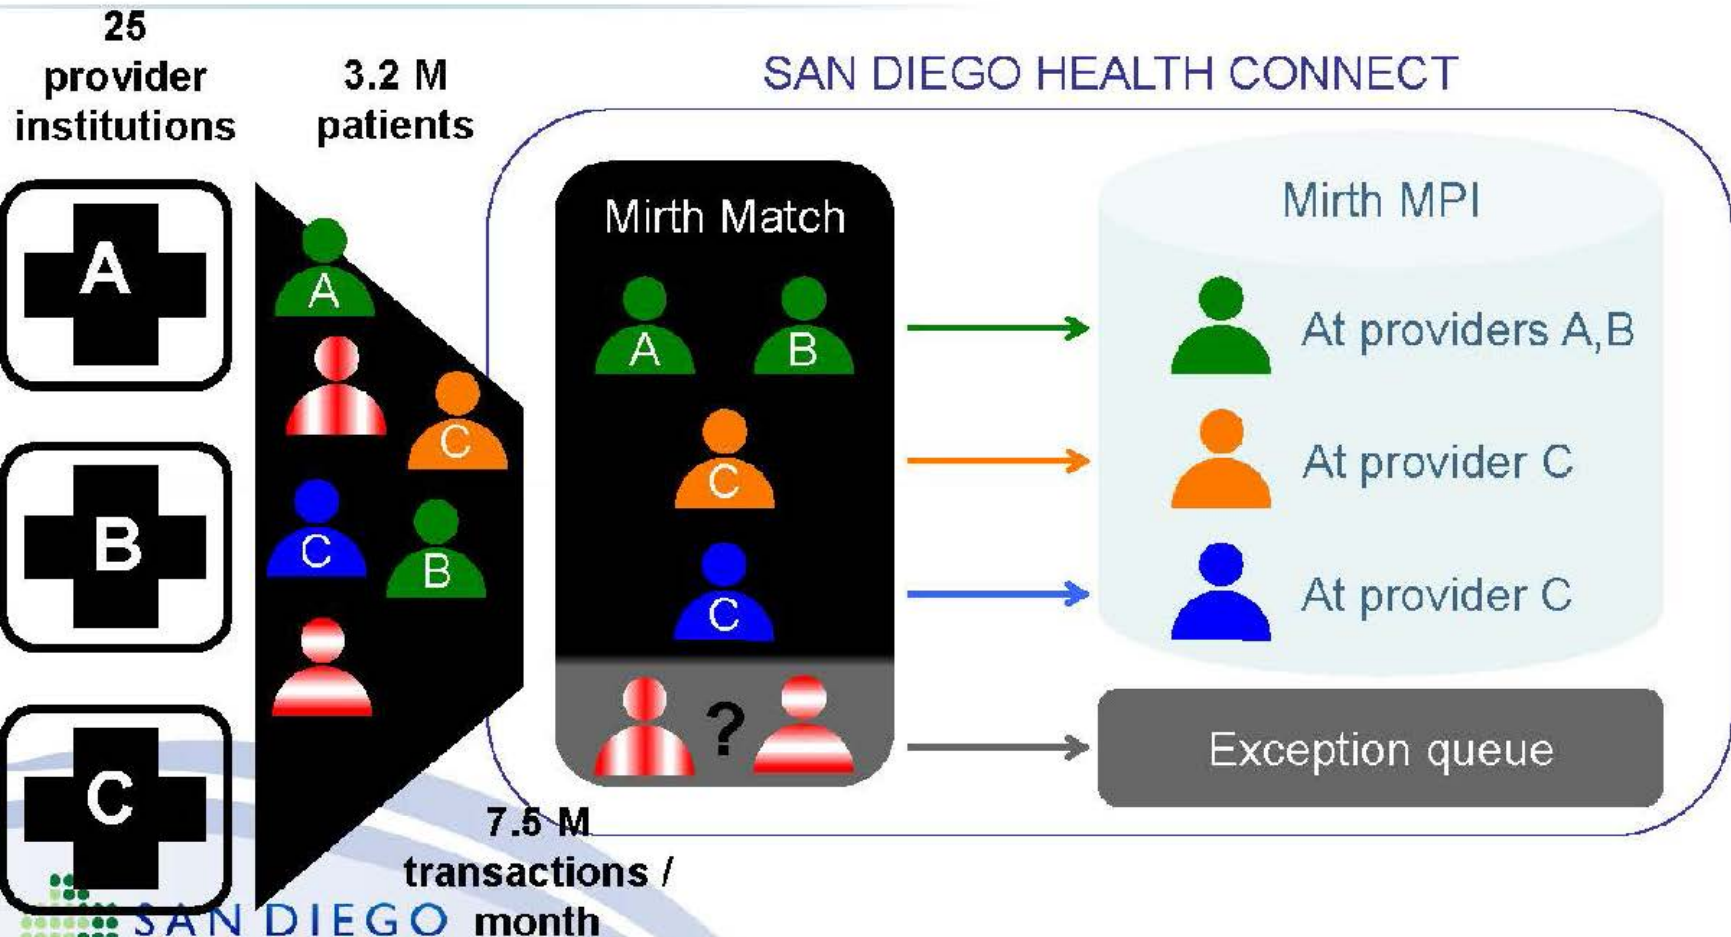 25
provider
institutions
3.2 M
patients
SAN DIEGO HEALTH CONNECT
A
B
C
A
C
C
B
Mirth Match
A B
C
C
?
Mirth MPI
At providers A,B
At provider C
At provider C
Exception queue
7.5 M
transactions /
month
SAN DIEGO